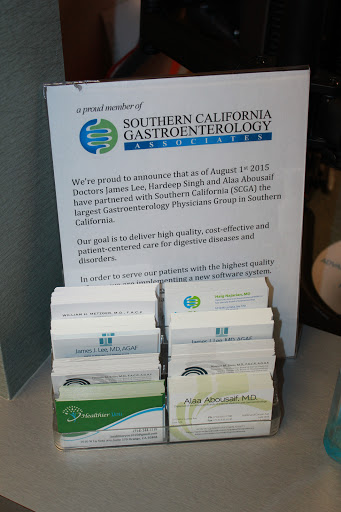 a proud member of
SOUTHERN CALIFORNIA
GASTROENTEROLOGY
ASSOCIATES
We're proud to announce that as of August 1st 2015
Doctors James Lee, Hardeep Singh and Alaa Abousaif
have partnered with Southern California (SCGA) the
largest Gastroenterology Physicians Group in Southern
California.
Our goal is to deliver high quality, cost-effective and
patient-centered care for digestive diseases and
disorders.
In order to serve our patients with the highest quality
implementing a new software system.
James J. Lee, MD, AGAF
James J. Lee, MD, AGAF
Healthier
Alaa Abousaif, M.D.